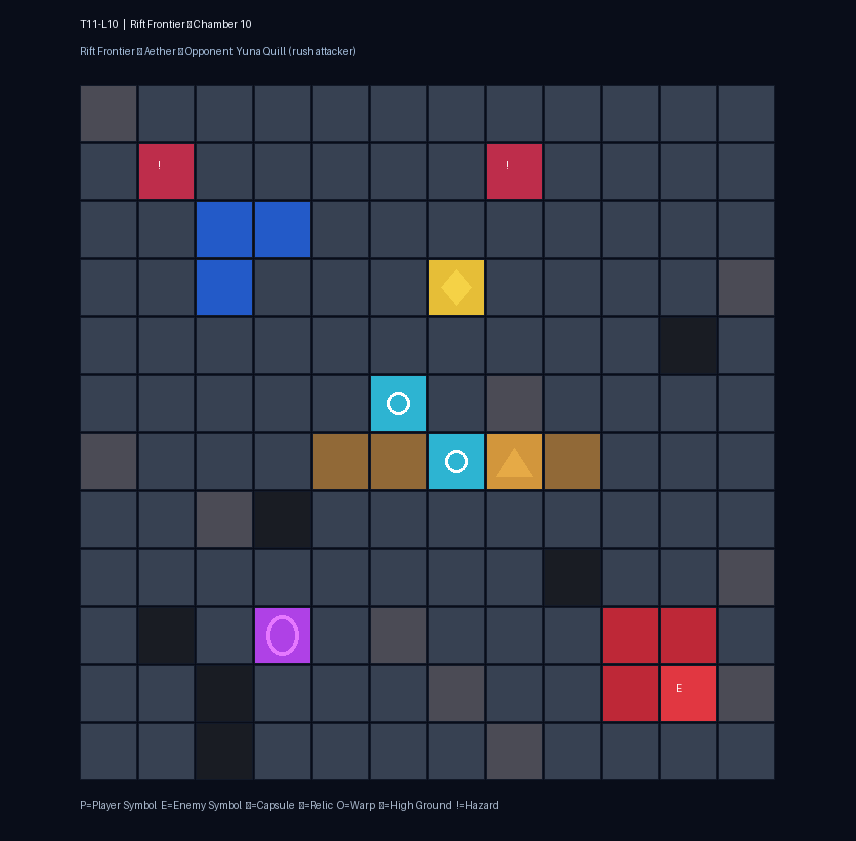 T11-L10 | Rift Frontier ▯ Chamber 10
Rift Frontier ▯ Aether ▯ Opponent: Yuna Quill (rush attacker)
!
!
E
P=Player Symbol E=Enemy Symbol ▯=Capsule ▯=Relic O=Warp ▯=High Ground !=Hazard